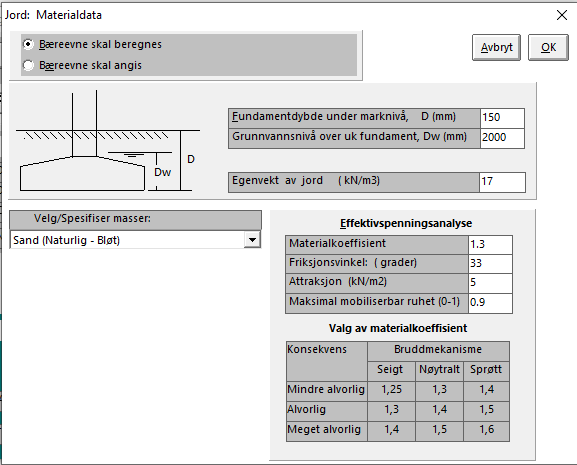 Jord:  Materialdata
Bæreevne skal beregnes
Bæreevne skal angis
Avbryt
OK
Fundamentdybde under marknivå,   D (mm) 150
Grunnvannsnivå over uk fundament, Dw (mm) 2000
D
Dw
Egenvekt  av  jord    ( kN/m3) 17
Velg/Spesifiser masser:
Sand (Naturlig - Bløt)
Effektivspenningsanalyse
Materialkoeffisient 1.3
Friksjonsvinkel:  ( grader) 33
Attraksjon  (kN/m2) 5
Maksimal mobiliserbar ruhet (0-1) 0.9
Valg av materialkoeffisient
Konsekvens Bruddmekanisme
Seigt Nøytralt Sprøtt
Mindre alvorlig 1,25 1,3 1,4
Alvorlig 1,3 1,4 1,5
Meget alvorlig 1,4 1,5 1,6